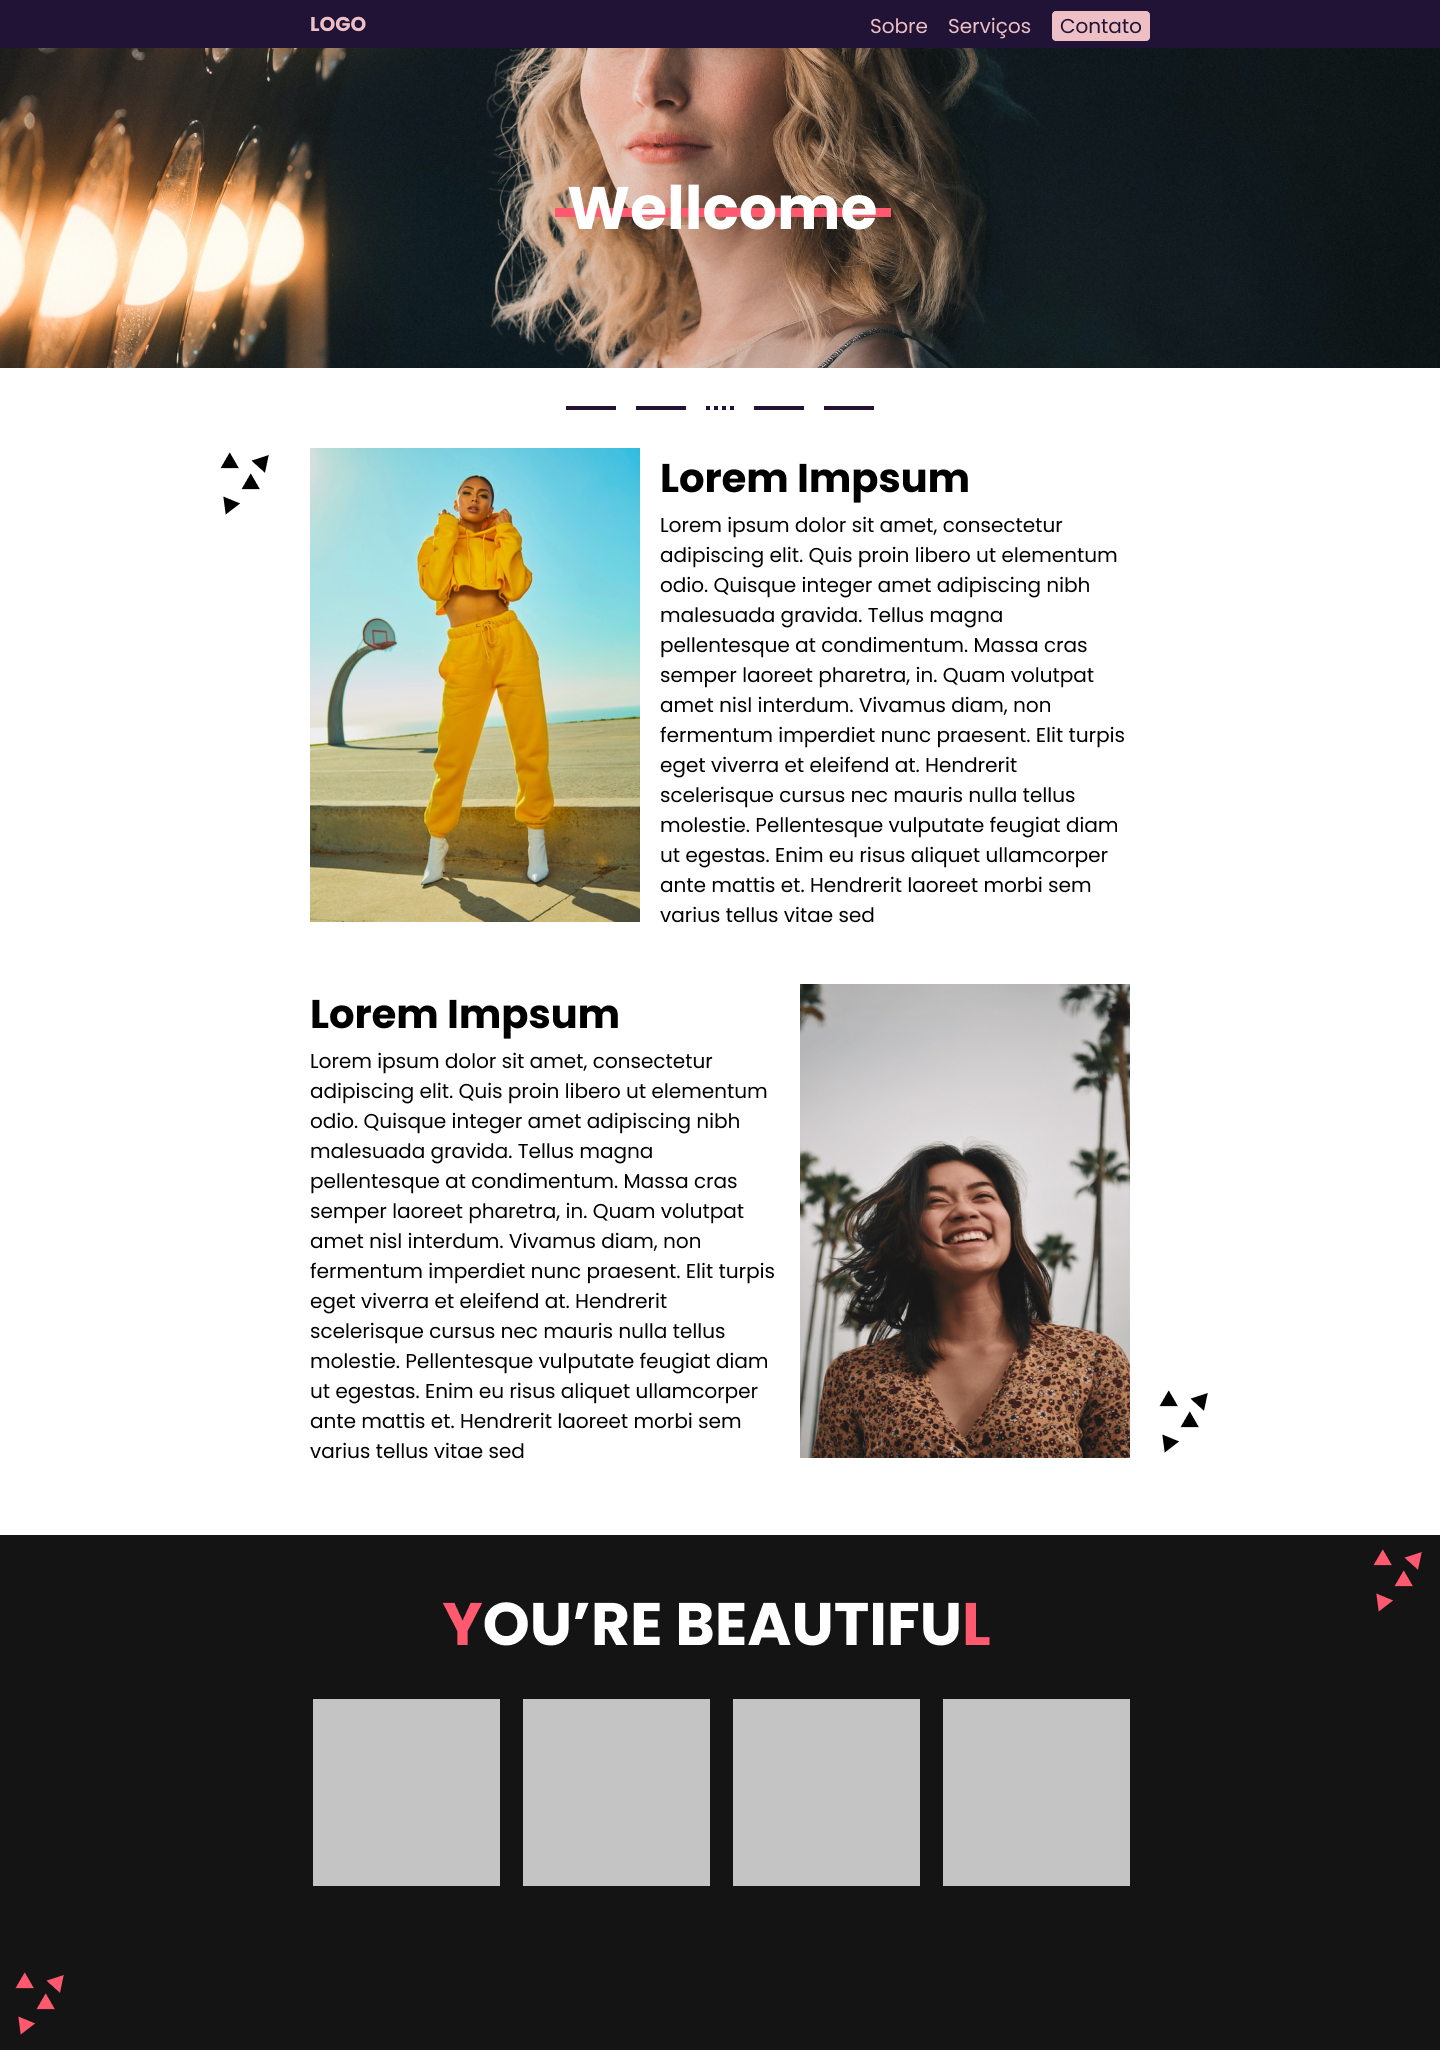 LOGO
Sobre Serviços Contato
Wellcome
Lorem Impsum
Lorem ipsum dolor sit amet, consectetur
adipiscing elit. Quis proin libero ut elementum
odio. Quisque integer amet adipiscing nibh
malesuada gravida. Tellus magna
pellentesque at condimentum. Massa cras
semper laoreet pharetra, in. Quam volutpat
amet nisl interdum. Vivamus diam, non
fermentum imperdiet nunc praesent. Elit turpis
eget viverra et eleifend at. Hendrerit
scelerisque cursus nec mauris nulla tellus
molestie. Pellentesque vulputate feugiat diam
ut egestas. Enim eu risus aliquet ullamcorper
ante mattis et. Hendrerit laoreet morbi sem
varius tellus vitae sed
Lorem Impsum
Lorem ipsum dolor sit amet, consectetur
adipiscing elit. Quis proin libero ut elementum
odio. Quisque integer amet adipiscing nibh
malesuada gravida. Tellus magna
pellentesque at condimentum. Massa cras
semper laoreet pharetra, in. Quam volutpat
amet nisl interdum. Vivamus diam, non
fermentum imperdiet nunc praesent. Elit turpis
eget viverra et eleifend at. Hendrerit
scelerisque cursus nec mauris nulla tellus
molestie. Pellentesque vulputate feugiat diam
ut egestas. Enim eu risus aliquet ullamcorper
ante mattis et. Hendrerit laoreet morbi sem
varius tellus vitae sed
YOU’RE BEAUTIFUL